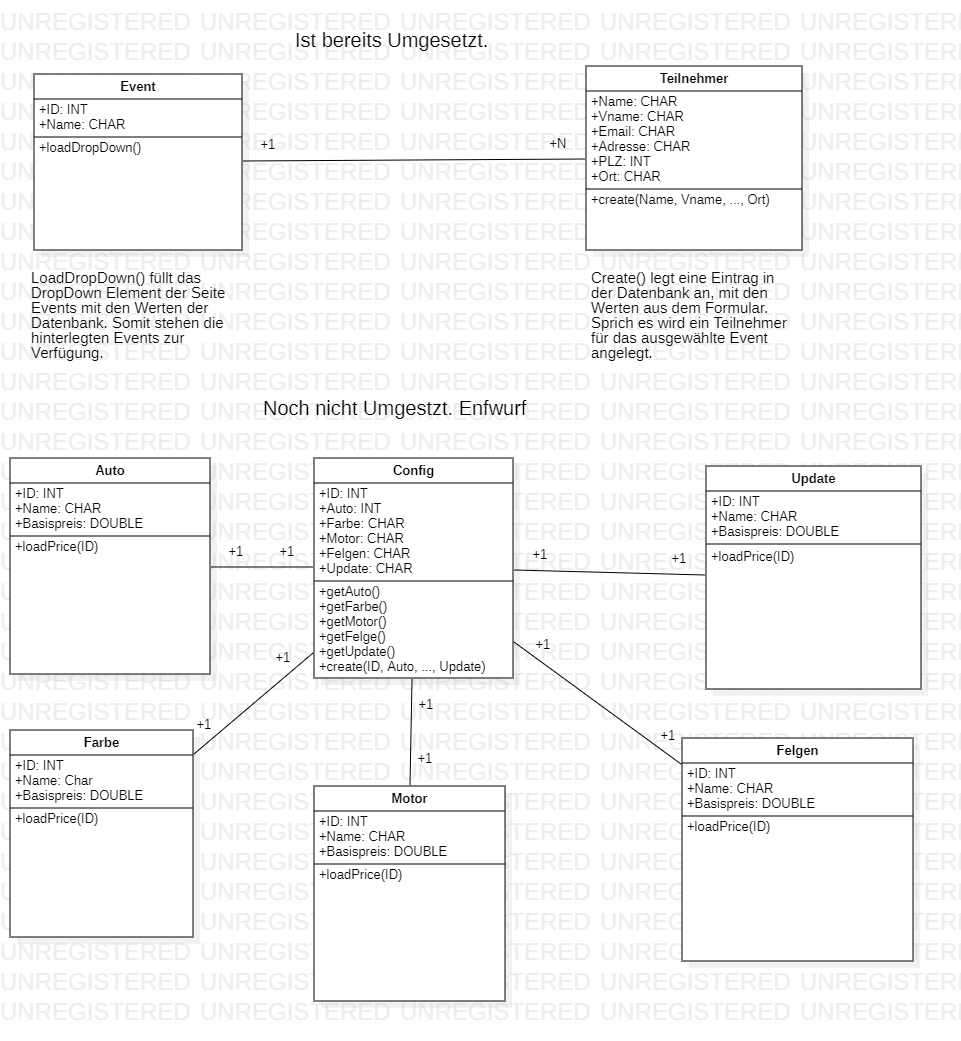 Ist bereits Umgesetzt.
Event
+ID: INT
+Name: CHAR
+loadDropDown()
+1
+N
Teilnehmer
+Name: CHAR
+Vname: CHAR
+Email: CHAR
+Adresse: CHAR
+PLZ: INT
+Ort: CHAR
+create(Name, Vname, ..., Ort)
LoadDropDown() füllt das
DropDown Element der Seite
Events mit den Werten der
Datenbank. Somit stehen die
hinterlegten Events zur
Verfügung.
Create() legt eine Eintrag in
der Datenbank an, mit den
Werten aus dem Formular.
Sprich es wird ein Teilnehmer
für das ausgewählte Event
angelegt.
Noch nicht Umgestzt. Enfwurf
Auto
+ID: INT
+Name: CHAR
+Basispreis: DOUBLE
+loadPrice(ID)
+1
+1
Config
+ID: INT
+Auto: INT
+Farbe: CHAR
+Motor: CHAR
+Felgen: CHAR
+Update: CHAR
+getAuto()
+getFarbe()
+getMotor()
+getFelge()
+getUpdate()
+create(ID, Auto, ..., Update)
+1
+1
Update
+ID: INT
+Name: CHAR
+Basispreis: DOUBLE
+loadPrice(ID)
+1
+1
+1
+1
+1
+1
Farbe
+ID: INT
+Name: Char
+Basispreis: DOUBLE
+loadPrice(ID)
Motor
+ID: INT
+Name: CHAR
+Basispreis: DOUBLE
+loadPrice(ID)
Felgen
+ID: INT
+Name: CHAR
+Basispreis: DOUBLE
+loadPrice(ID)
UNREGISTERED UNREGISTERED UNREGISTERED UNREGISTERED UNREGISTERED